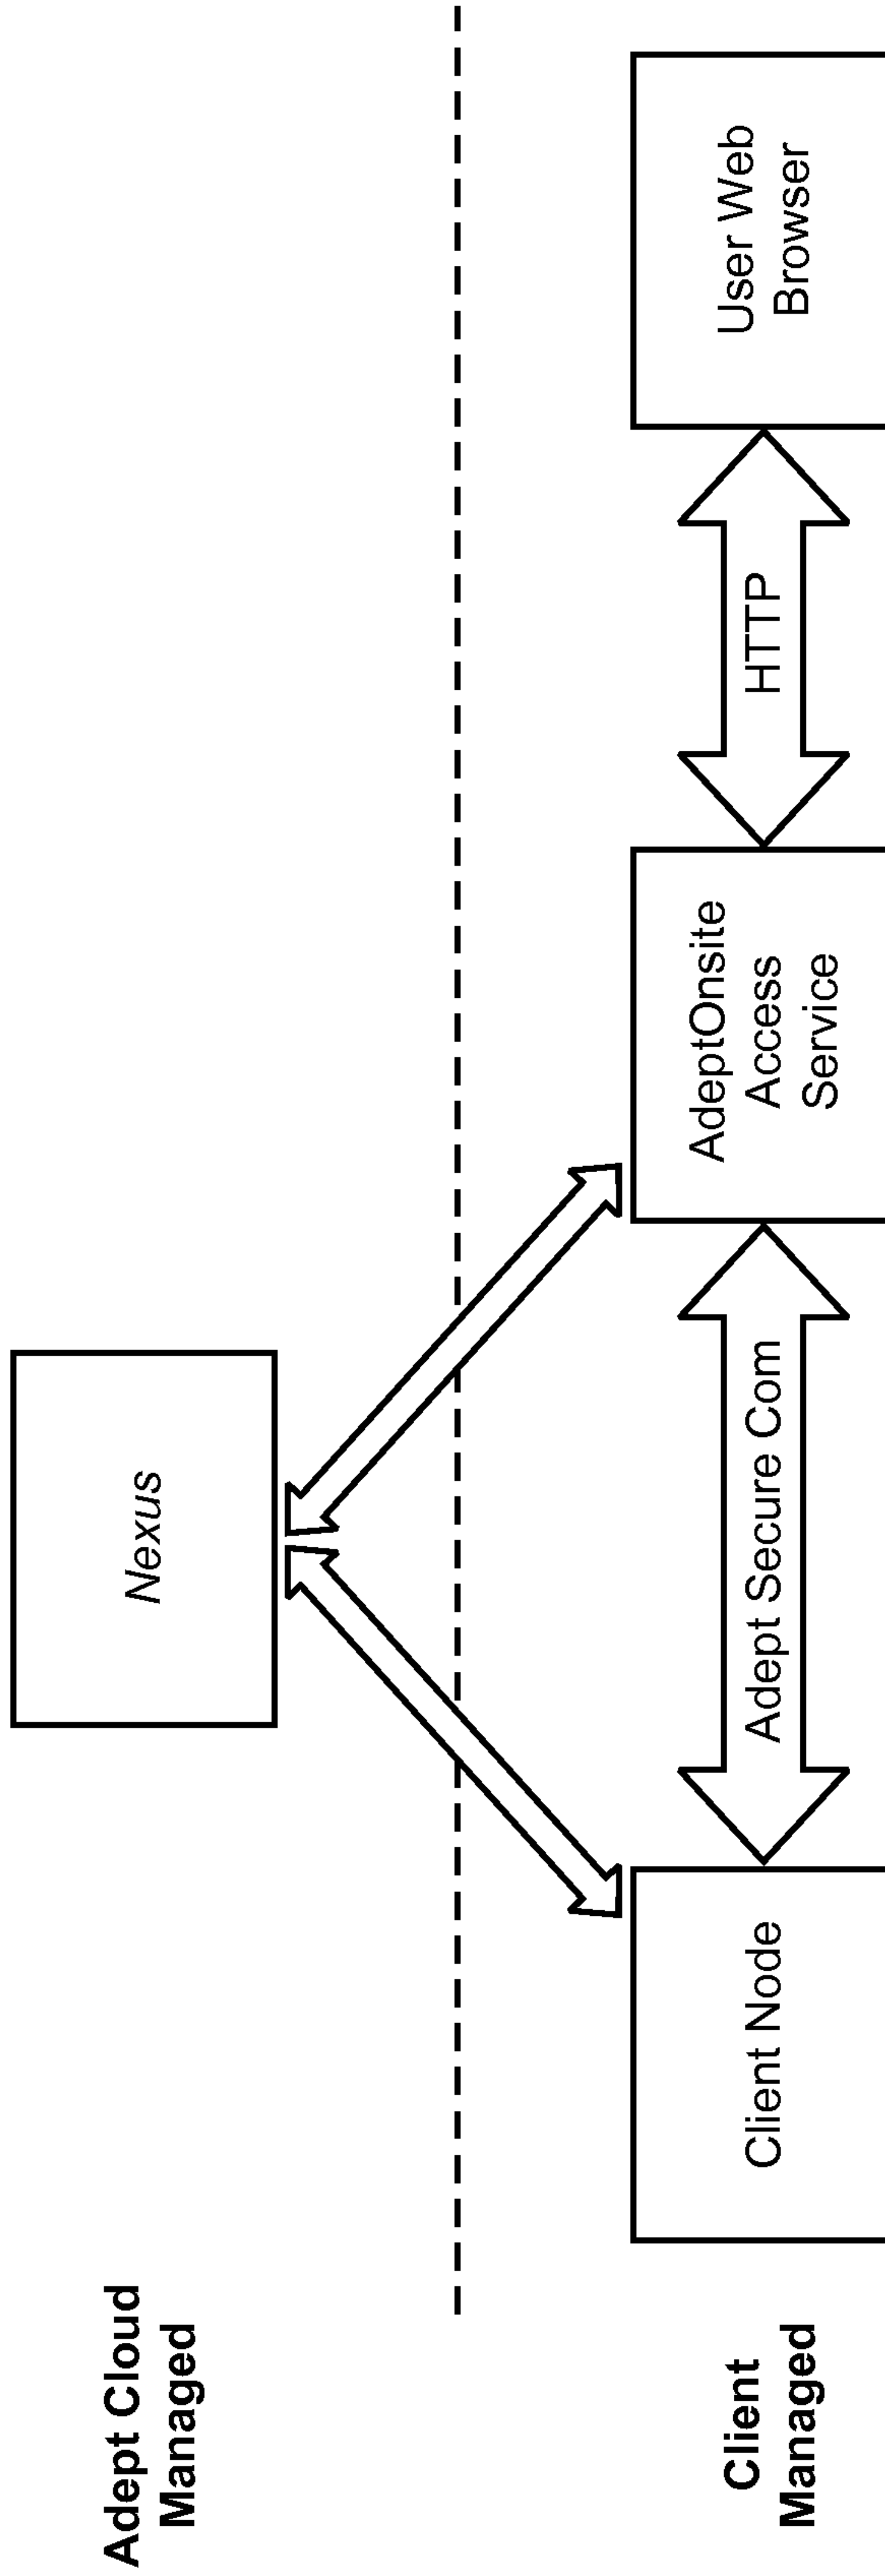 Adept Cloud
Managed
Nexus
Client
Managed
Client Node
Adept Secure Com
AdeptOnsite
Access
Service
HTTP
User Web
Browser